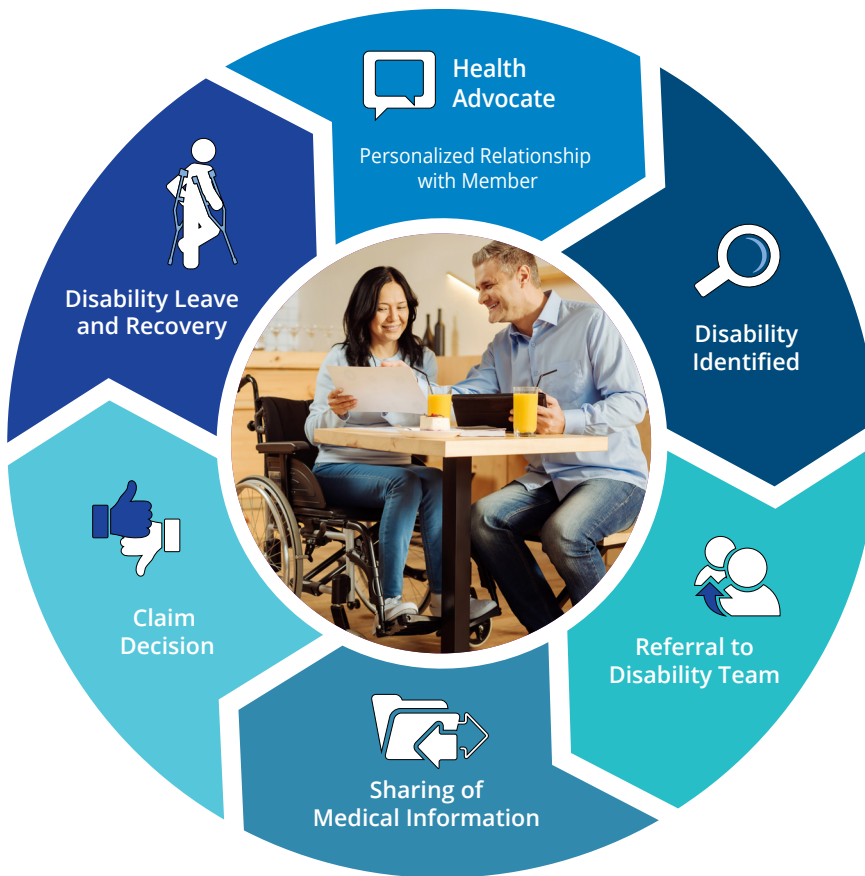 Health
Advocate
Personalized Relationship
with Member
Disability
Identified
Referral to
Disability Team
Sharing of
Medical Information
Claim
Decision
Disability Leave
and Recovery